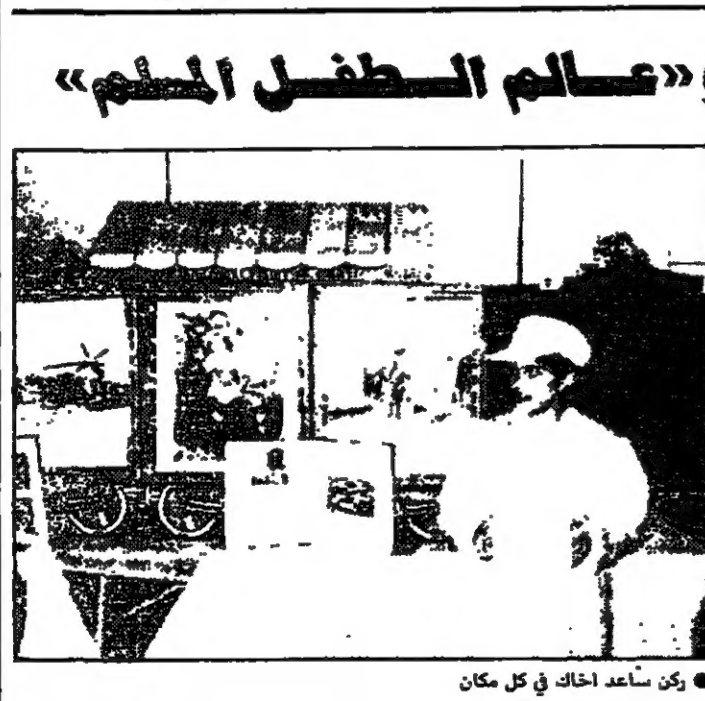 «عالم الطفل المسلم»
● ركن ساعد اخاك في كل مكان